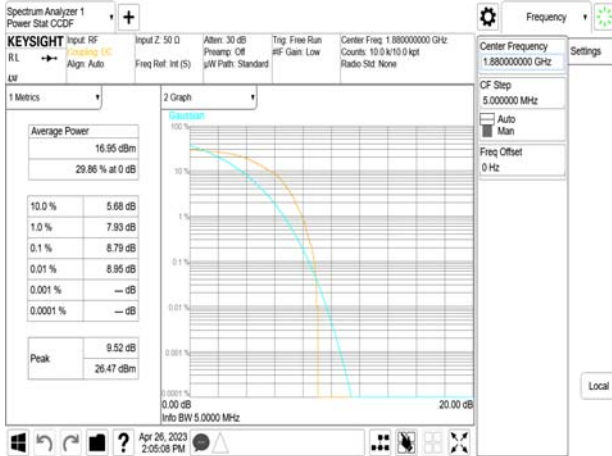 Spectrum Analyzer 1
Power Stat CCDF
+
Frequency
KEYSIGHT
RL
Input: RF
Coupling: DC
Align: Auto
Input Z: 50 Ω
Freq Ref: Int (S)
Atten: 30 dB
Preamp: Off
µW Path: Standard
Trig: Free Run
#IF Gain: Low
Center Freq: 1.880000000 GHz
Counts: 10.0 k/10.0 kpt
Radio Std: None
Center Frequency
1.880000000 GHz
Settings
CF Step
5.000000 MHz
Auto
Man
Freq Offset
0 Hz
Local
1 Metrics
Average Power
16.95 dBm
29.86 % at 0 dB
10.0 % 5.68 dB
1.0 % 7.93 dB
0.1 % 8.79 dB
0.01 % 8.95 dB
0.001 % --- dB
0.0001 % --- dB
Peak
9.52 dB
26.47 dBm
2 Graph
Gaussian
100 %
10 %
1 %
0.1 %
0.01 %
0.001 %
0.0001 %
0.00 dB
20.00 dB
Info BW 5.0000 MHz
?
Apr 26, 2023
2:05:08 PM